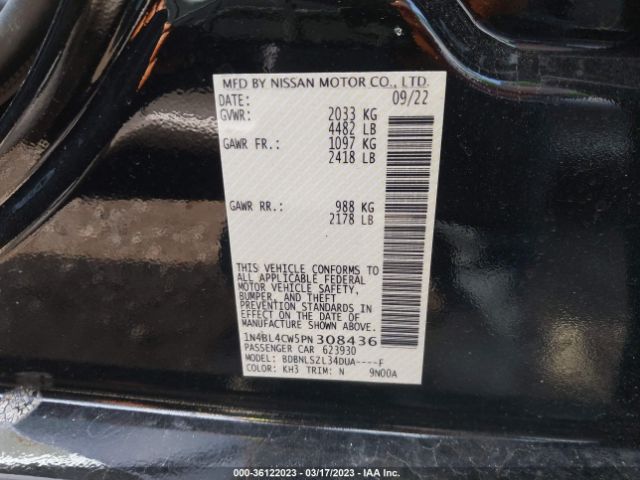 MFD BY NISSAN MOTOR CO., LTD.
DATE: 09/22
GVWR: 2033 KG
4482 LB
GAWR FR.: 1097 KG
2418 LB
GAWR RR.: 988 KG
2178 LB
THIS VEHICLE CONFORMS TO
ALL APPLICABLE FEDERAL
MOTOR VEHICLE SAFETY,
BUMPER, AND THEFT
PREVENTION STANDARDS IN
EFFECT ON THE DATE OF
MANUFACTURE SHOWN ABOVE.
1N4BL4CW5PN308436
PASSENGER CAR 623930
MODEL: BDBNLS2L34DUA----F
COLOR: KH3 TRIM: N 9N00A
000-36122023 - 03/17/2023 - IAA Inc.